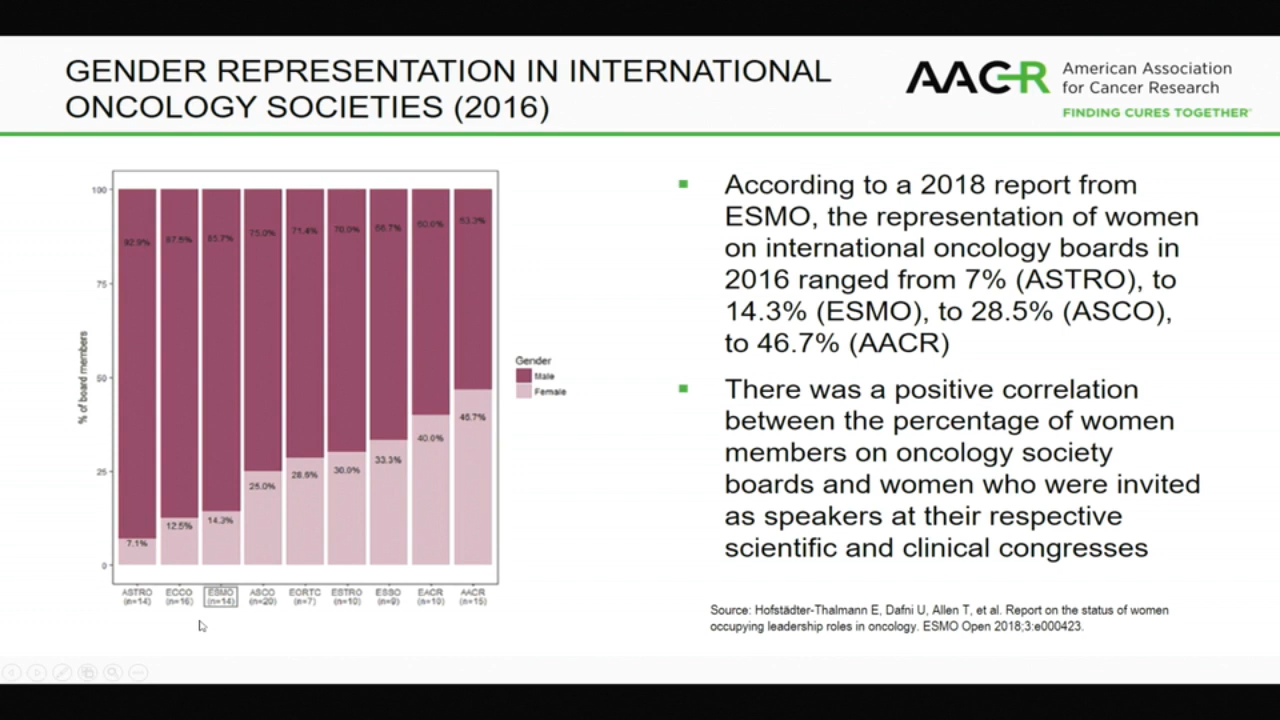 GENDER REPRESENTATION IN INTERNATIONAL
ONCOLOGY SOCIETIES (2016)
AACR
American Association
for Cancer Research
FINDING CURES TOGETHER
100
75
50
25
0
% of board members
92.9% 87.5% 85.7% 75.0% 71.4% 70.0% 66.7% 60.0% 53.3%
7.1% 12.5% 14.3% 25.0% 28.6% 30.0% 33.3% 40.0% 46.7%
ASTRO ECCO ESMO ASCO EORTC ESTRO ESSO EACR AACR
(n=14) (n=16) (n=14) (n=20) (n=7) (n=10) (n=9) (n=10) (n=15)
Gender
Male
Female
According to a 2018 report from
ESMO, the representation of women
on international oncology boards in
2016 ranged from 7% (ASTRO), to
14.3% (ESMO), to 28.5% (ASCO),
to 46.7% (AACR)
There was a positive correlation
between the percentage of women
members on oncology society
boards and women who were invited
as speakers at their respective
scientific and clinical congresses
Source: Hofstädter-Thalmann E, Dafni U, Allen T, et al. Report on the status of women
occupying leadership roles in oncology. ESMO Open 2018;3:e000423.